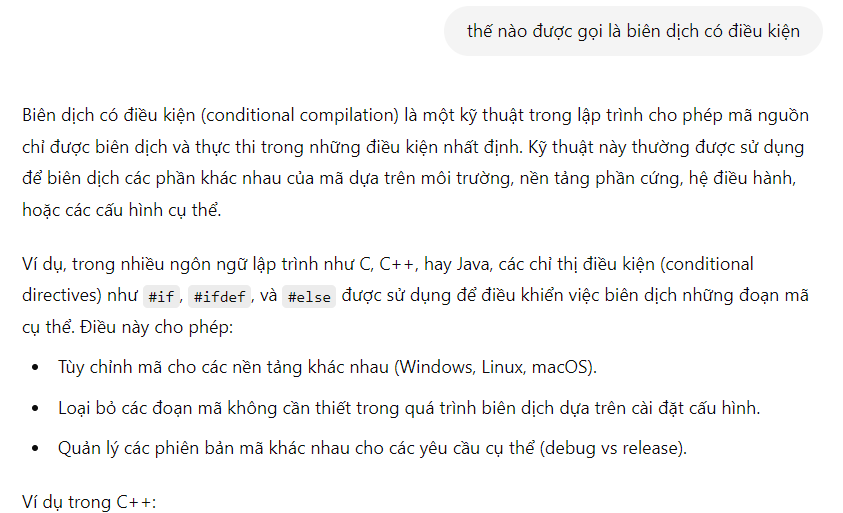 thế nào được gọi là biên dịch có điều kiện
Biên dịch có điều kiện (conditional compilation) là một kỹ thuật trong lập trình cho phép mã nguồn
chỉ được biên dịch và thực thi trong những điều kiện nhất định. Kỹ thuật này thường được sử dụng
để biên dịch các phần khác nhau của mã dựa trên môi trường, nền tảng phần cứng, hệ điều hành,
hoặc các cấu hình cụ thể.
Ví dụ, trong nhiều ngôn ngữ lập trình như C, C++, hay Java, các chỉ thị điều kiện (conditional
directives) như #if, #ifdef, và #else được sử dụng để điều khiển việc biên dịch những đoạn mã
cụ thể. Điều này cho phép:
• Tùy chỉnh mã cho các nền tảng khác nhau (Windows, Linux, macOS).
• Loại bỏ các đoạn mã không cần thiết trong quá trình biên dịch dựa trên cài đặt cấu hình.
• Quản lý các phiên bản mã khác nhau cho các yêu cầu cụ thể (debug vs release).
Ví dụ trong C++: